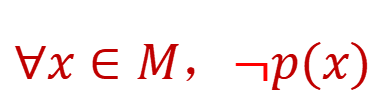 ∀x ∈ M，¬p(x)